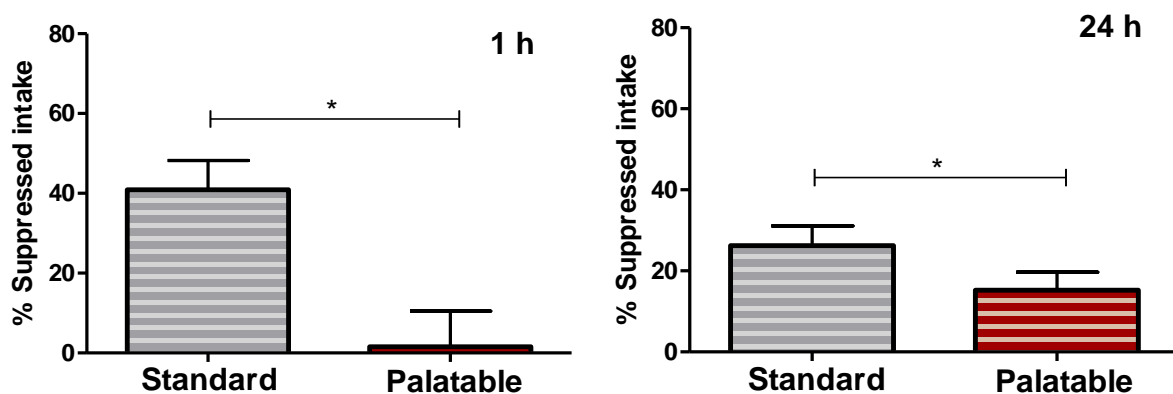 1 h
% Suppressed intake
80
60
40
20
0
*
Standard
Palatable
24 h
% Suppressed intake
80
60
40
20
0
*
Standard
Palatable